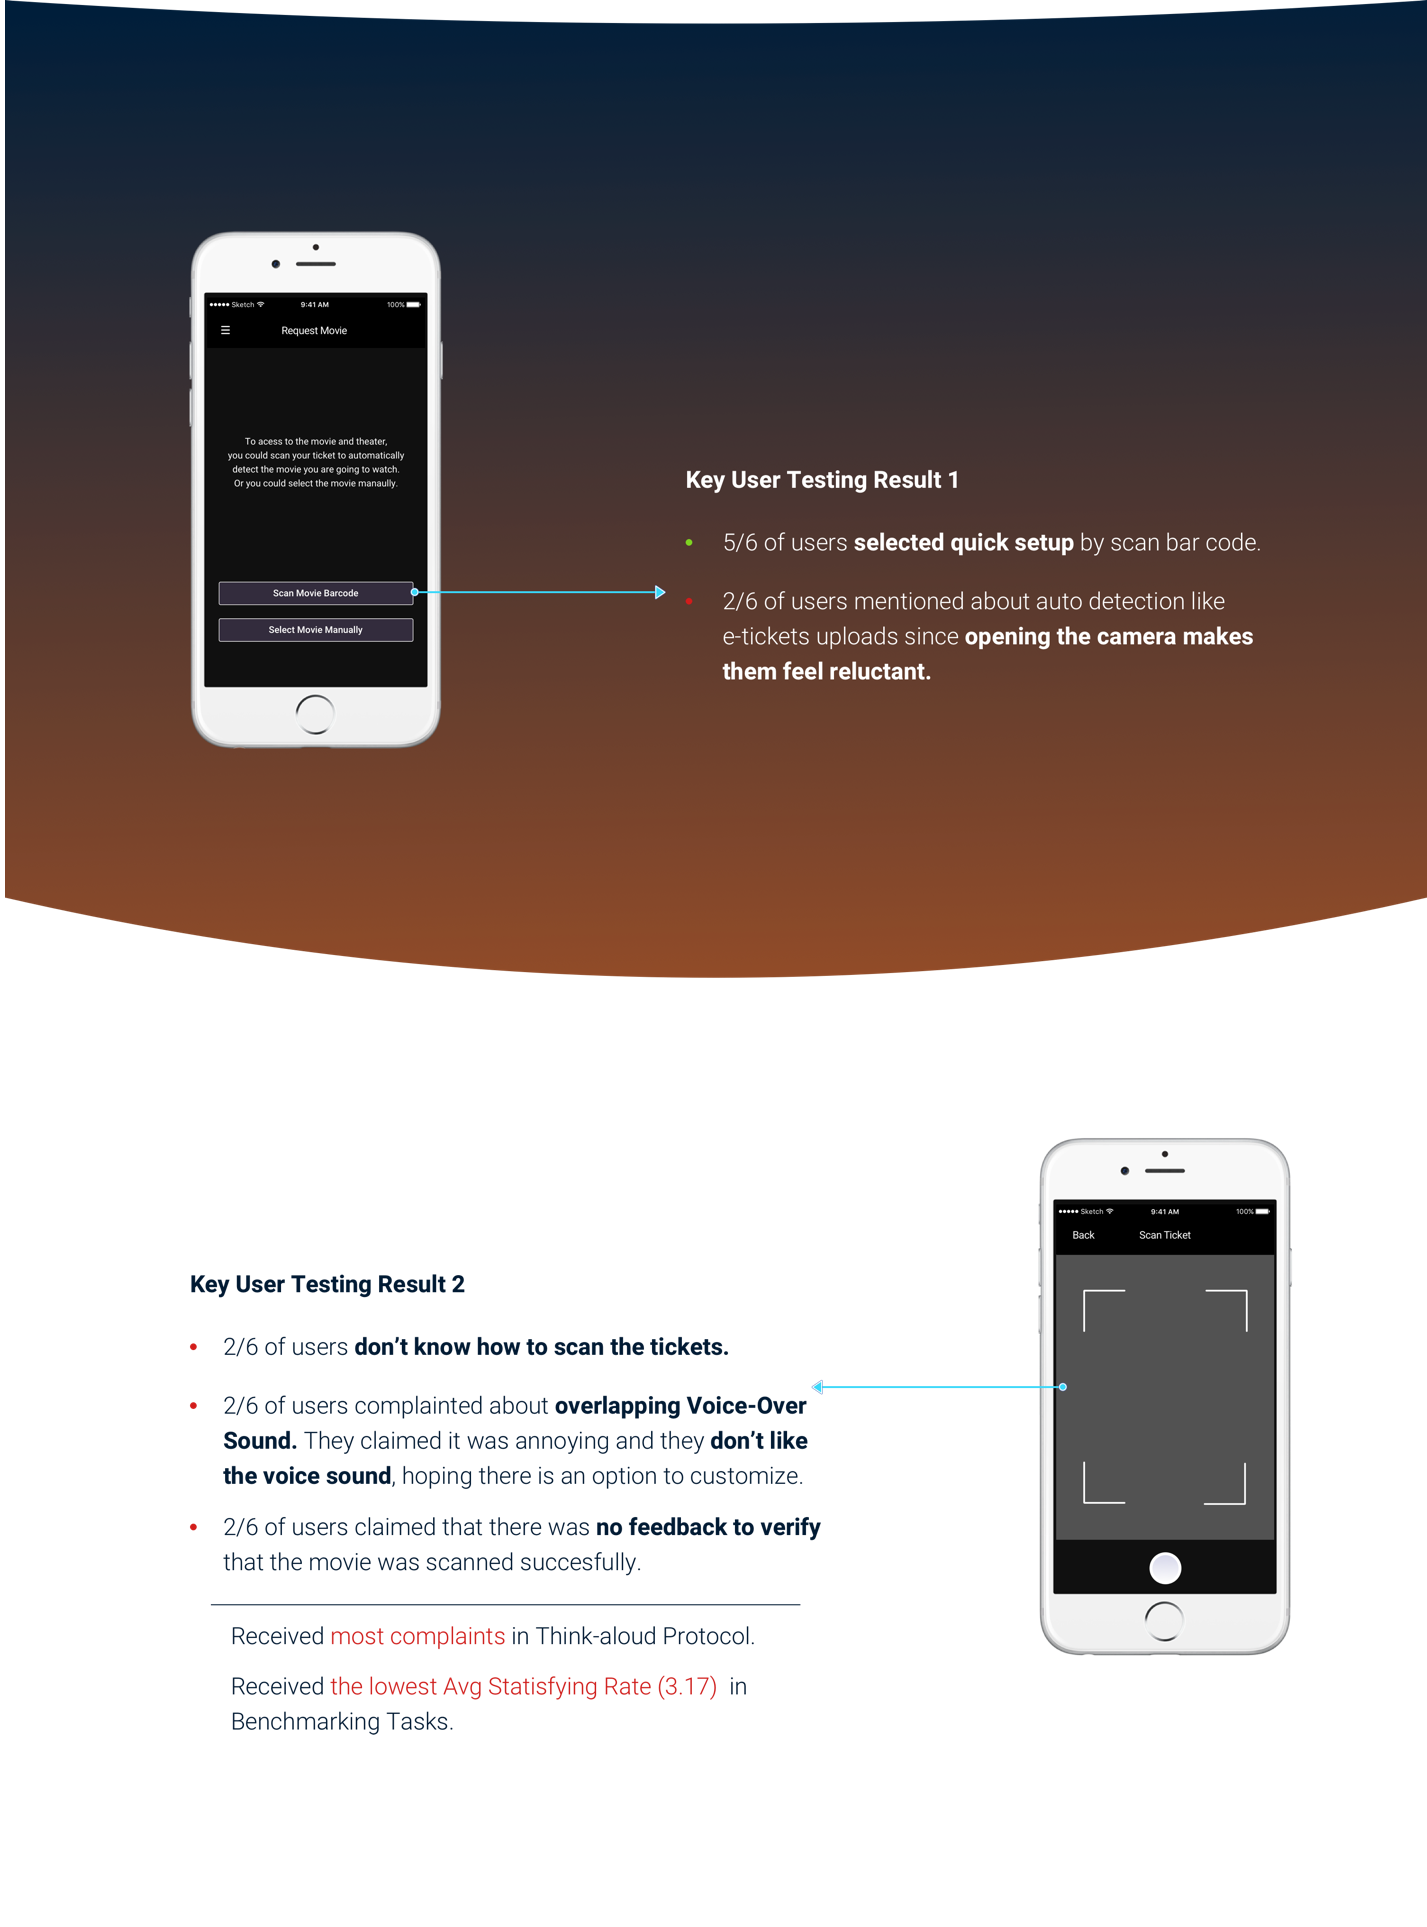 Sketch 9:41 AM 100%
Request Movie
To acess to the movie and theater,
you could scan your ticket to automatically
detect the movie you are going to watch.
Or you could select the movie manaully.
Scan Movie Barcode
Select Movie Manually
Key User Testing Result 1
5/6 of users selected quick setup by scan bar code.
2/6 of users mentioned about auto detection like
e-tickets uploads since opening the camera makes
them feel reluctant.
Sketch 9:41 AM 100%
Back Scan Ticket
Key User Testing Result 2
2/6 of users don’t know how to scan the tickets.
2/6 of users complainted about overlapping Voice-Over
Sound. They claimed it was annoying and they don’t like
the voice sound, hoping there is an option to customize.
2/6 of users claimed that there was no feedback to verify
that the movie was scanned succesfully.
Received most complaints in Think-aloud Protocol.
Received the lowest Avg Statisfying Rate (3.17) in
Benchmarking Tasks.